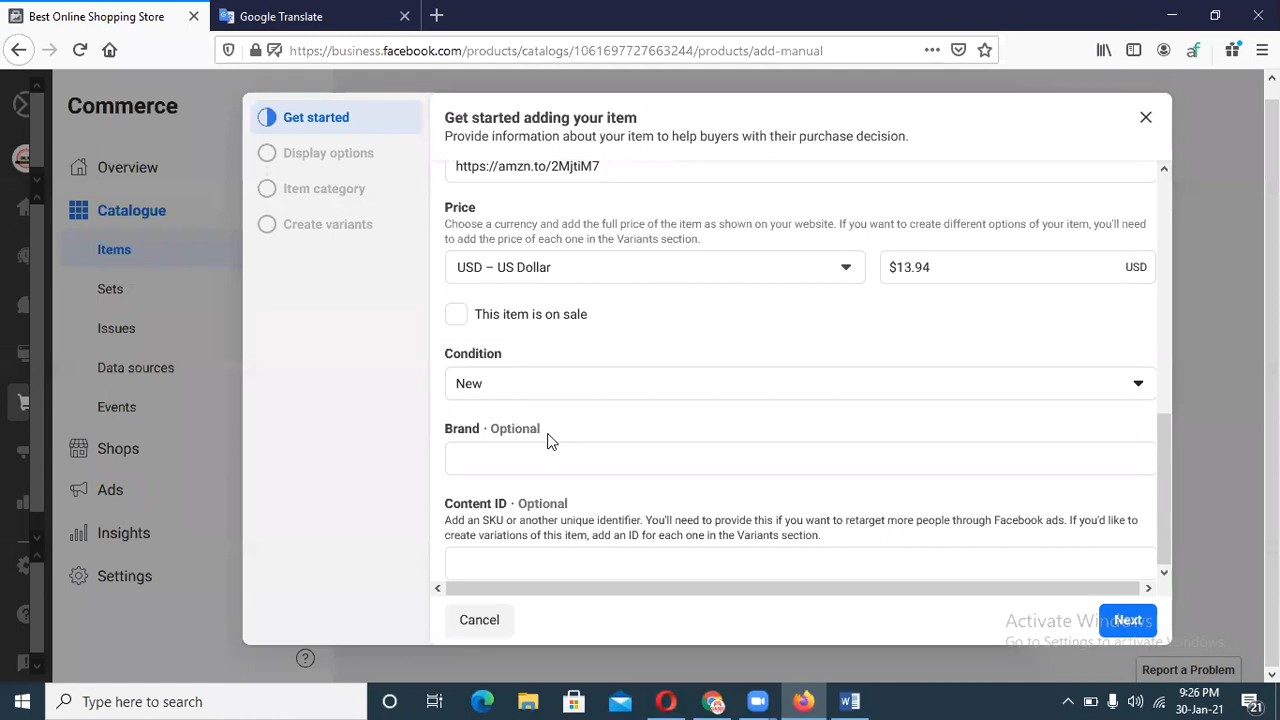 Best Online Shopping Store
Google Translate
https://business.facebook.com/products/catalogs/1061697727663244/products/add-manual
Commerce
Overview
Catalogue
Items
Sets
Issues
Data sources
Events
Shops
Ads
Insights
Settings
Get started
Display options
Item category
Create variants
Get started adding your item
Provide information about your item to help buyers with their purchase decision.
https://amzn.to/2MjtiM7
Price
Choose a currency and add the full price of the item as shown on your website. If you want to create different options of your item, you'll need
to add the price of each one in the Variants section.
USD – US Dollar
$13.94 USD
This item is on sale
Condition
New
Brand · Optional
Content ID · Optional
Add an SKU or another unique identifier. You'll need to provide this if you want to retarget more people through Facebook ads. If you'd like to
create variations of this item, add an ID for each one in the Variants section.
Cancel
Next
Activate Windows
Go to Settings to activate Windows.
Report a Problem
Type here to search
9:26 PM
30-Jan-21
21